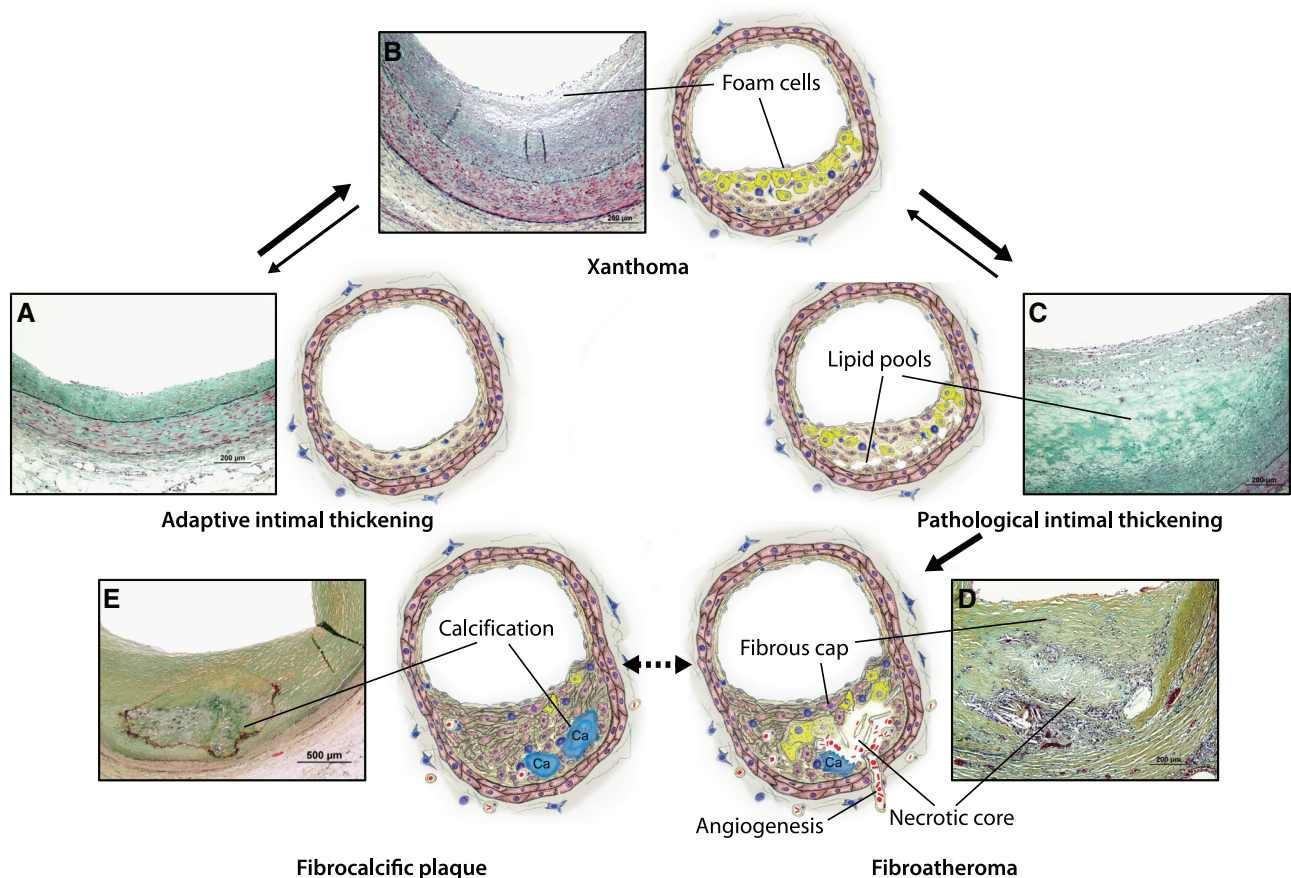 B
Foam cells
200 µm
Xanthoma
A
200 µm
Adaptive intimal thickening
Lipid pools
C
200 µm
Pathological intimal thickening
E
Calcification
500 µm
Ca
Ca
Fibrocalcific plaque
Fibrous cap
Ca
Angiogenesis
Necrotic core
D
200 µm
Fibroatheroma